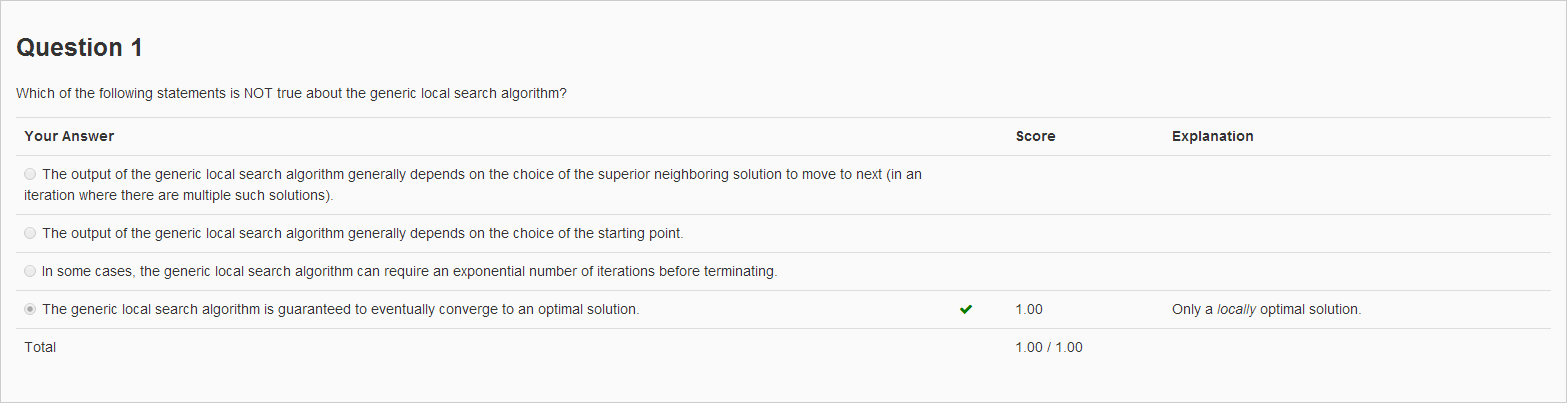 Question 1
Which of the following statements is NOT true about the generic local search algorithm?
Your Answer Score Explanation
The output of the generic local search algorithm generally depends on the choice of the superior neighboring solution to move to next (in an
iteration where there are multiple such solutions).
The output of the generic local search algorithm generally depends on the choice of the starting point.
In some cases, the generic local search algorithm can require an exponential number of iterations before terminating.
The generic local search algorithm is guaranteed to eventually converge to an optimal solution. 1.00 Only a locally optimal solution.
Total 1.00 / 1.00